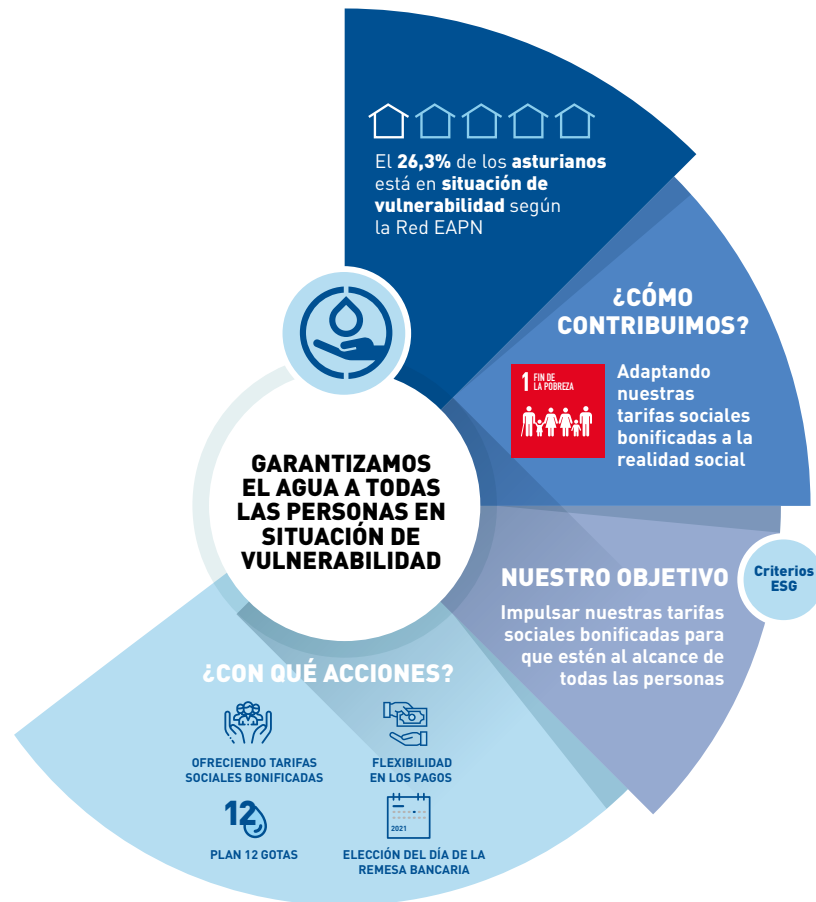 El 26,3% de los asturianos
está en situación de
vulnerabilidad según
la Red EAPN
¿CÓMO
CONTRIBUIMOS?
1 FIN DE
LA POBREZA
Adaptando
nuestras
tarifas sociales
bonificadas a la
realidad social
GARANTIZAMOS
EL AGUA A TODAS
LAS PERSONAS EN
SITUACIÓN DE
VULNERABILIDAD
NUESTRO OBJETIVO
Criterios
ESG
Impulsar nuestras tarifas
sociales bonificadas para
que estén al alcance de
todas las personas
¿CON QUÉ ACCIONES?
OFRECIENDO TARIFAS
SOCIALES BONIFICADAS
FLEXIBILIDAD
EN LOS PAGOS
12
PLAN 12 GOTAS
2021
ELECCIÓN DEL DÍA DE LA
REMESA BANCARIA